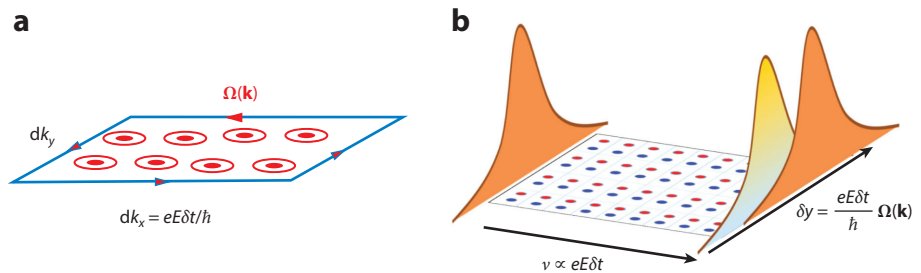 a
Ω(k)
dk_y
dk_x = eEδt/ħ
b
δy = eEδt/ħ Ω(k)
v ∝ eEδt